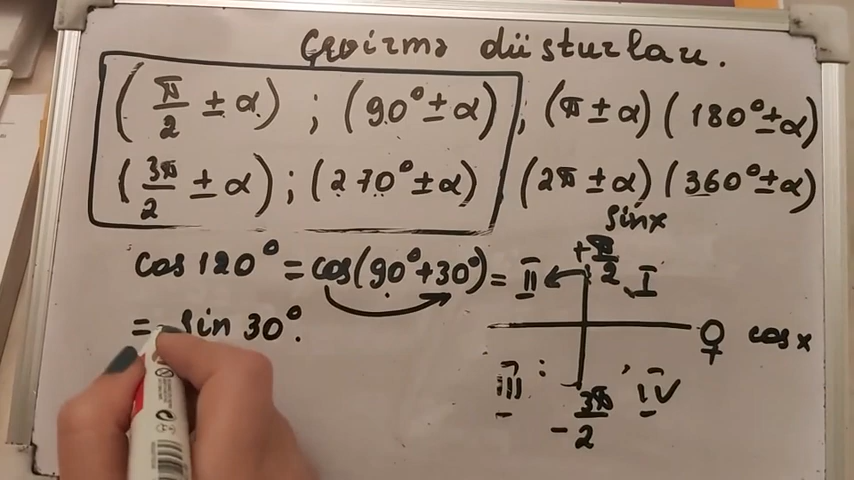 Çevirmə düsturları.
(π/2 ± α) ; (90° ± α) ; (π ± α) (180° ± α)
(3π/2 ± α) ; (270° ± α) ; (2π ± α) (360° ± α)
cos 120° = cos(90° + 30°) =
= sin 30°.
sinx
+ π/2
II I
cos x
III IV
- 3π/2